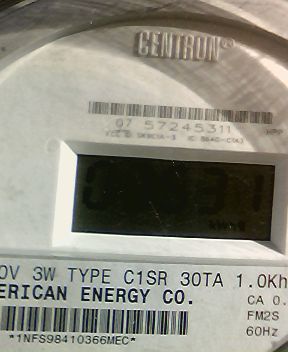 CENTRON®
07 57245311
0V 3W TYPE C1SR 30TA 1.0Kh
ERICAN ENERGY CO.
CA 0.
FM2S
*1NFS98410366MEC*
60Hz